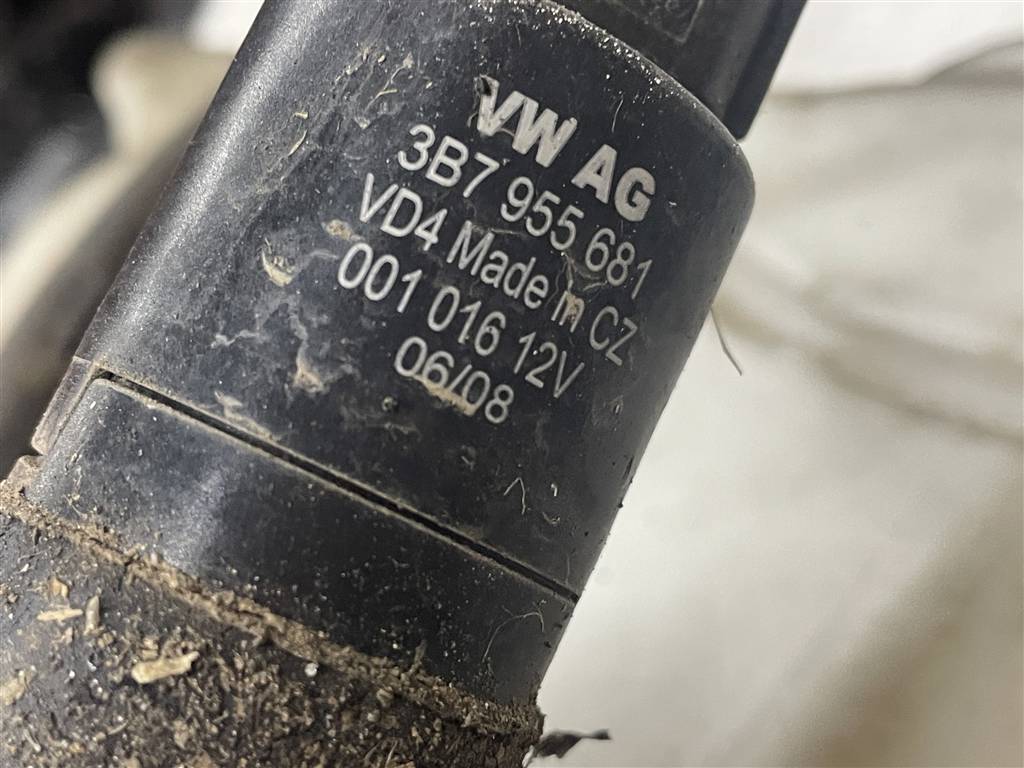 VW AG
3B7 955 681
VD4 Made in CZ
001 016 12V
06/08